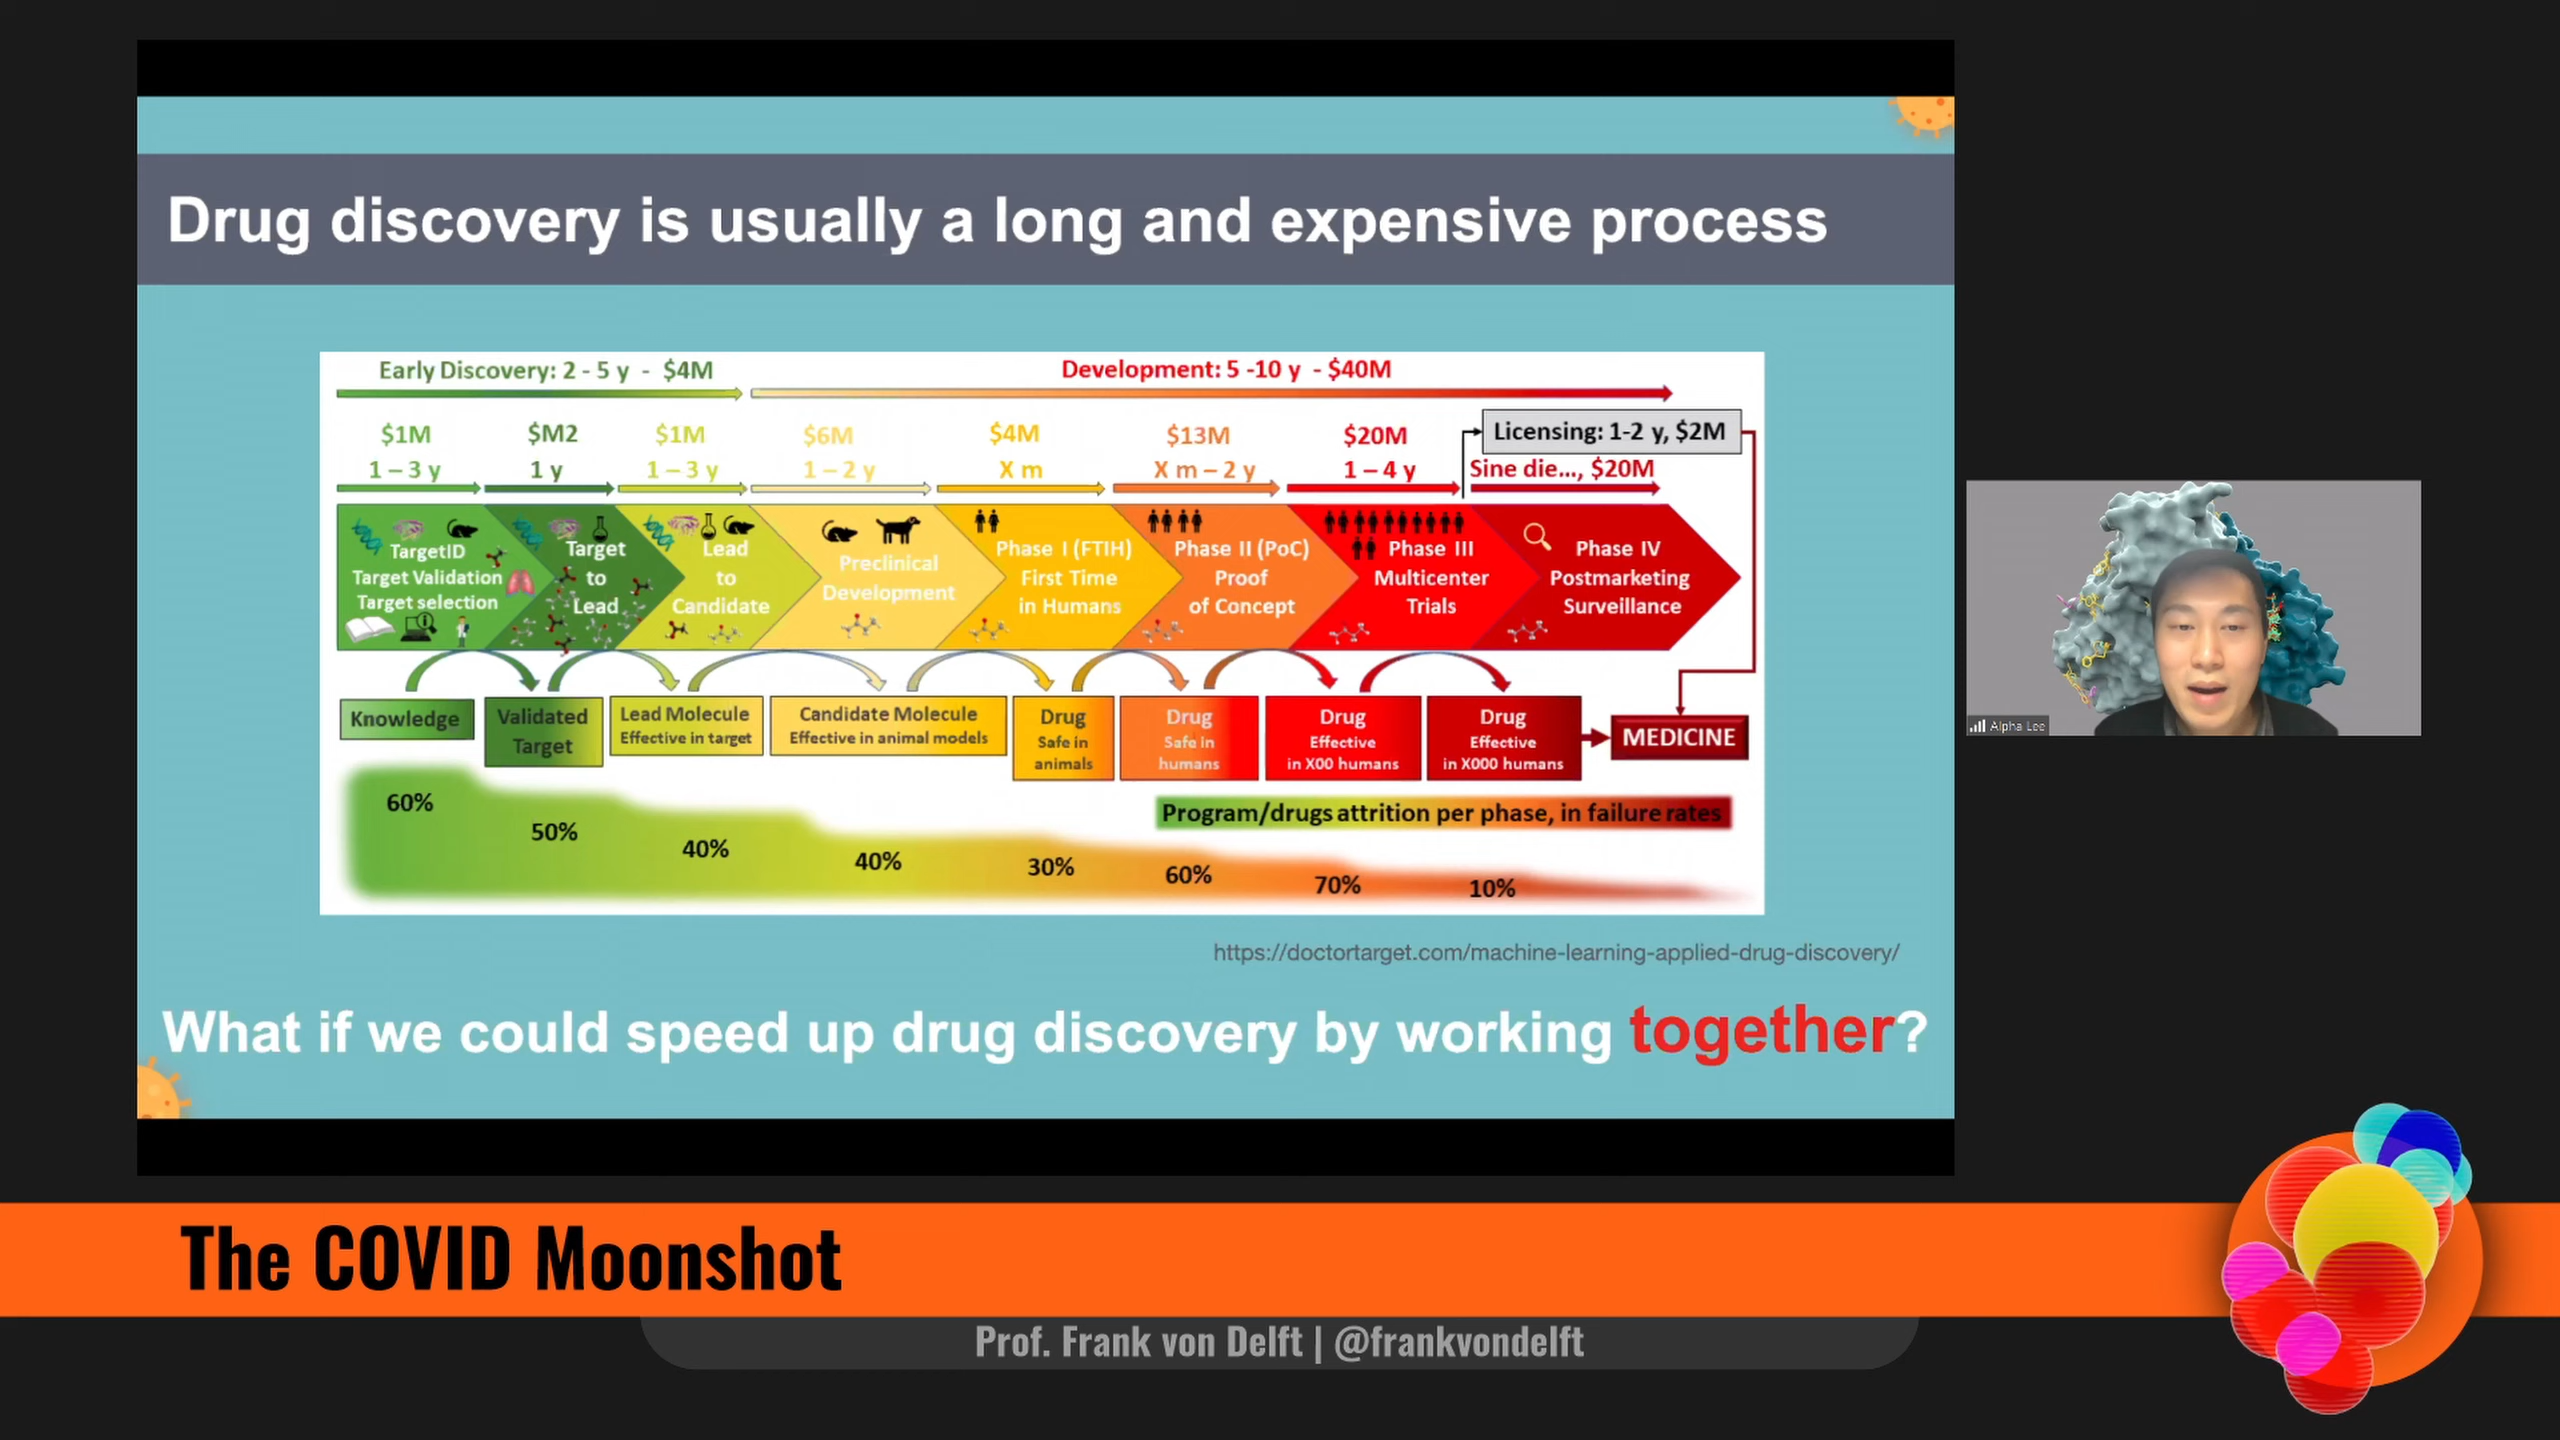 Drug discovery is usually a long and expensive process
Early Discovery: 2 - 5 y - $4M
Development: 5 -10 y - $40M
$1M
1 – 3 y
$M2
1 y
$1M
1 – 3 y
$6M
1 – 2 y
$4M
X m
$13M
X m – 2 y
$20M
1 – 4 y
Licensing: 1-2 y, $2M
Sine die..., $20M
TargetID
Target Validation
Target selection
Target
to
Lead
Lead
to
Candidate
Preclinical
Development
Phase I (FTIH)
First Time
in Humans
Phase II (PoC)
Proof
of Concept
Phase III
Multicenter
Trials
Phase IV
Postmarketing
Surveillance
Knowledge
Validated
Target
Lead Molecule
Effective in target
Candidate Molecule
Effective in animal models
Drug
Safe in
animals
Drug
Safe in
humans
Drug
Effective
in X00 humans
Drug
Effective
in X000 humans
MEDICINE
Program/drugs attrition per phase, in failure rates
60%
50%
40%
40%
30%
60%
70%
10%
https://doctortarget.com/machine-learning-applied-drug-discovery/
What if we could speed up drug discovery by working together?
Alpha Lee
The COVID Moonshot
Prof. Frank von Delft | @frankvondelft